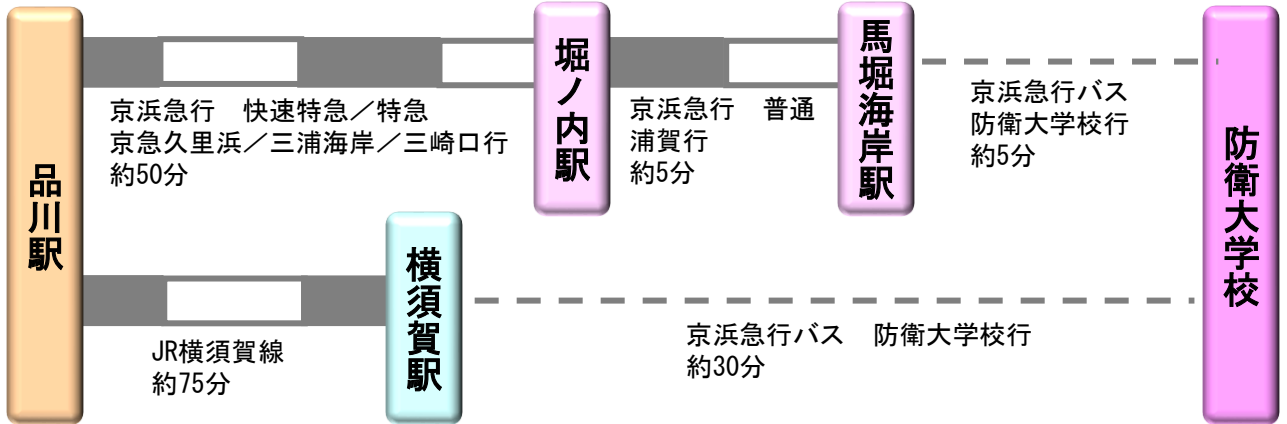 品川駅
京浜急行　快速特急／特急
京急久里浜／三浦海岸／三崎口行
約50分
堀ノ内駅
京浜急行　普通
浦賀行
約5分
馬堀海岸駅
京浜急行バス
防衛大学校行
約5分
防衛大学校
JR横須賀線
約75分
横須賀駅
京浜急行バス　防衛大学校行
約30分